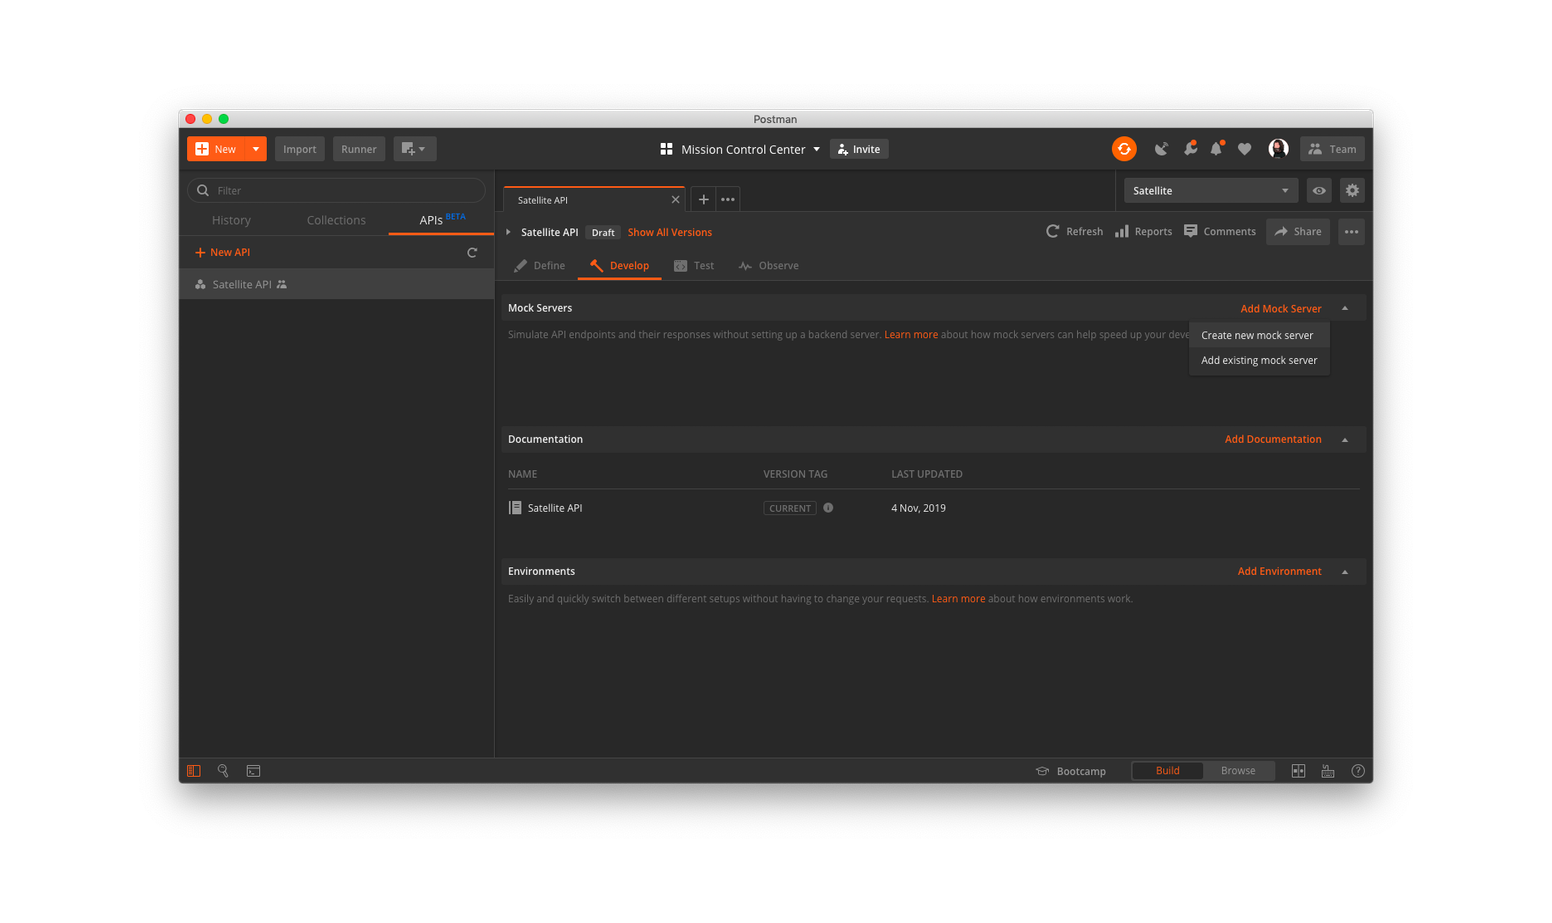 Postman
New
Import
Runner
Mission Control Center
Invite
Team
Filter
History
Collections
APIs BETA
New API
Satellite API
Satellite API
Satellite
Satellite API
Draft
Show All Versions
Refresh
Reports
Comments
Share
Define
Develop
Test
Observe
Mock Servers
Add Mock Server
Simulate API endpoints and their responses without setting up a backend server. Learn more about how mock servers can help speed up your deve
Create new mock server
Add existing mock server
Documentation
Add Documentation
NAME
VERSION TAG
LAST UPDATED
Satellite API
CURRENT
4 Nov, 2019
Environments
Add Environment
Easily and quickly switch between different setups without having to change your requests. Learn more about how environments work.
Bootcamp
Build
Browse